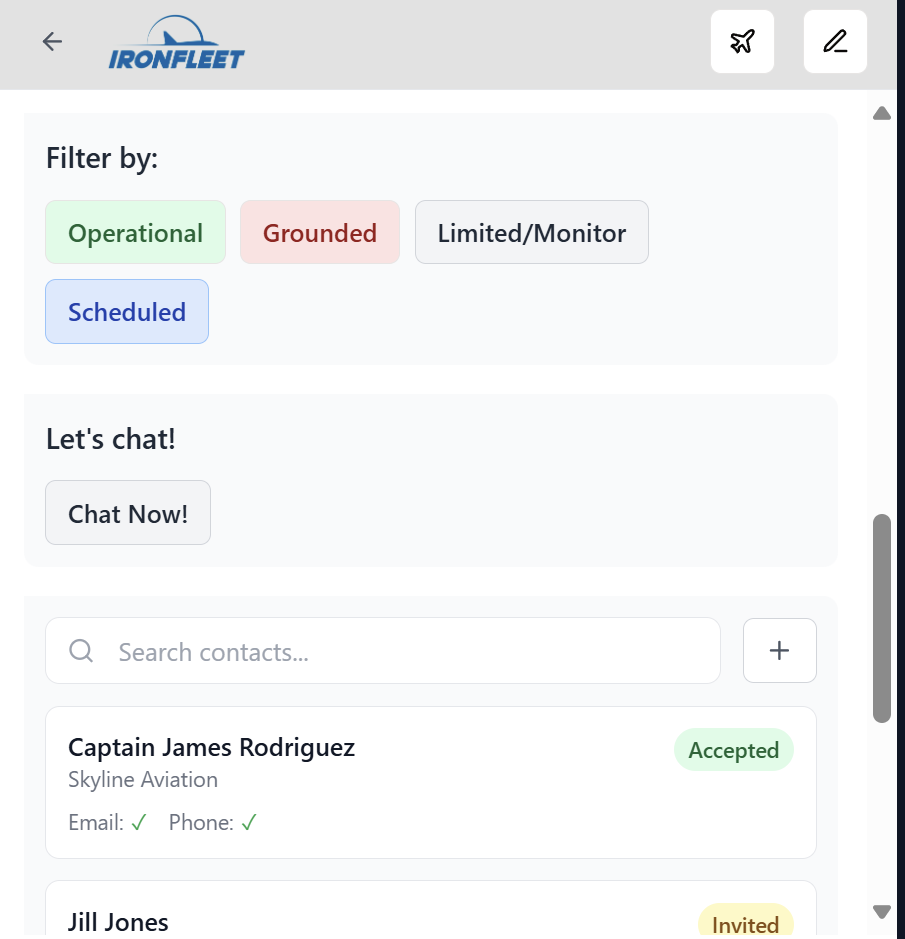 IRONFLEET
Filter by:
Operational Grounded Limited/Monitor
Scheduled
Let's chat!
Chat Now!
Search contacts...
Captain James Rodriguez Accepted
Skyline Aviation
Email: ✓ Phone: ✓
Jill Jones Invited